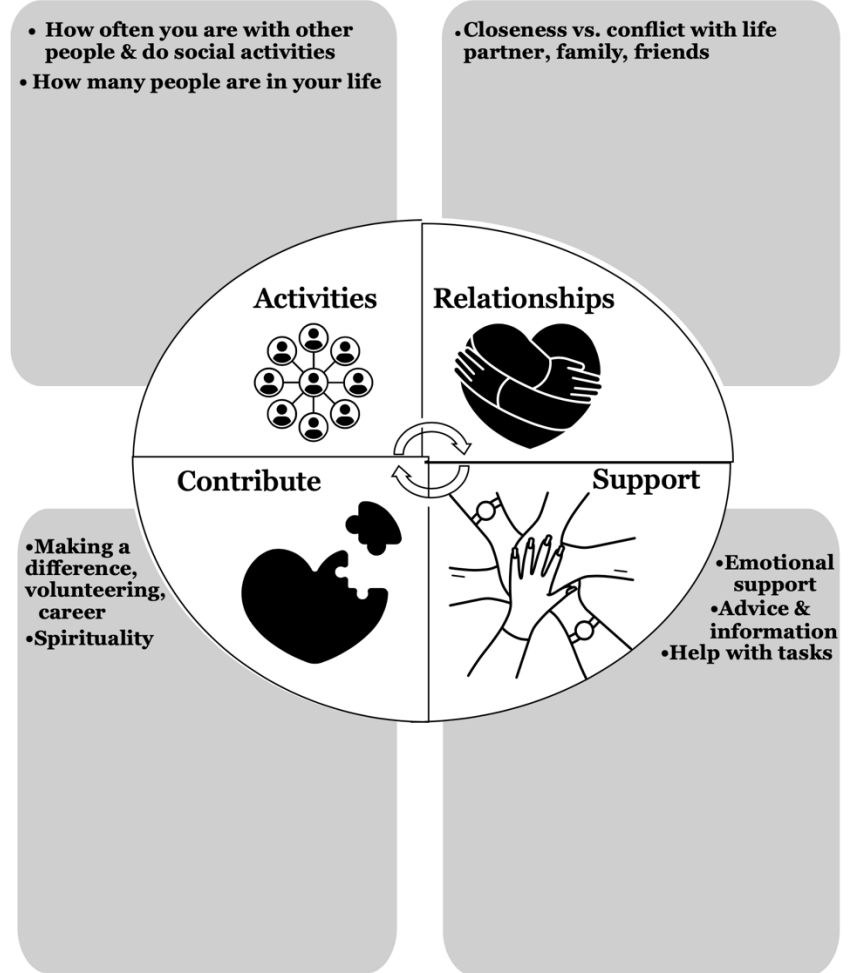 • How often you are with other
people & do social activities
• How many people are in your life
• Closeness vs. conflict with life
partner, family, friends
Activities
Relationships
Contribute
Support
•Making a
difference,
volunteering,
career
•Spirituality
•Emotional
support
•Advice &
information
•Help with tasks